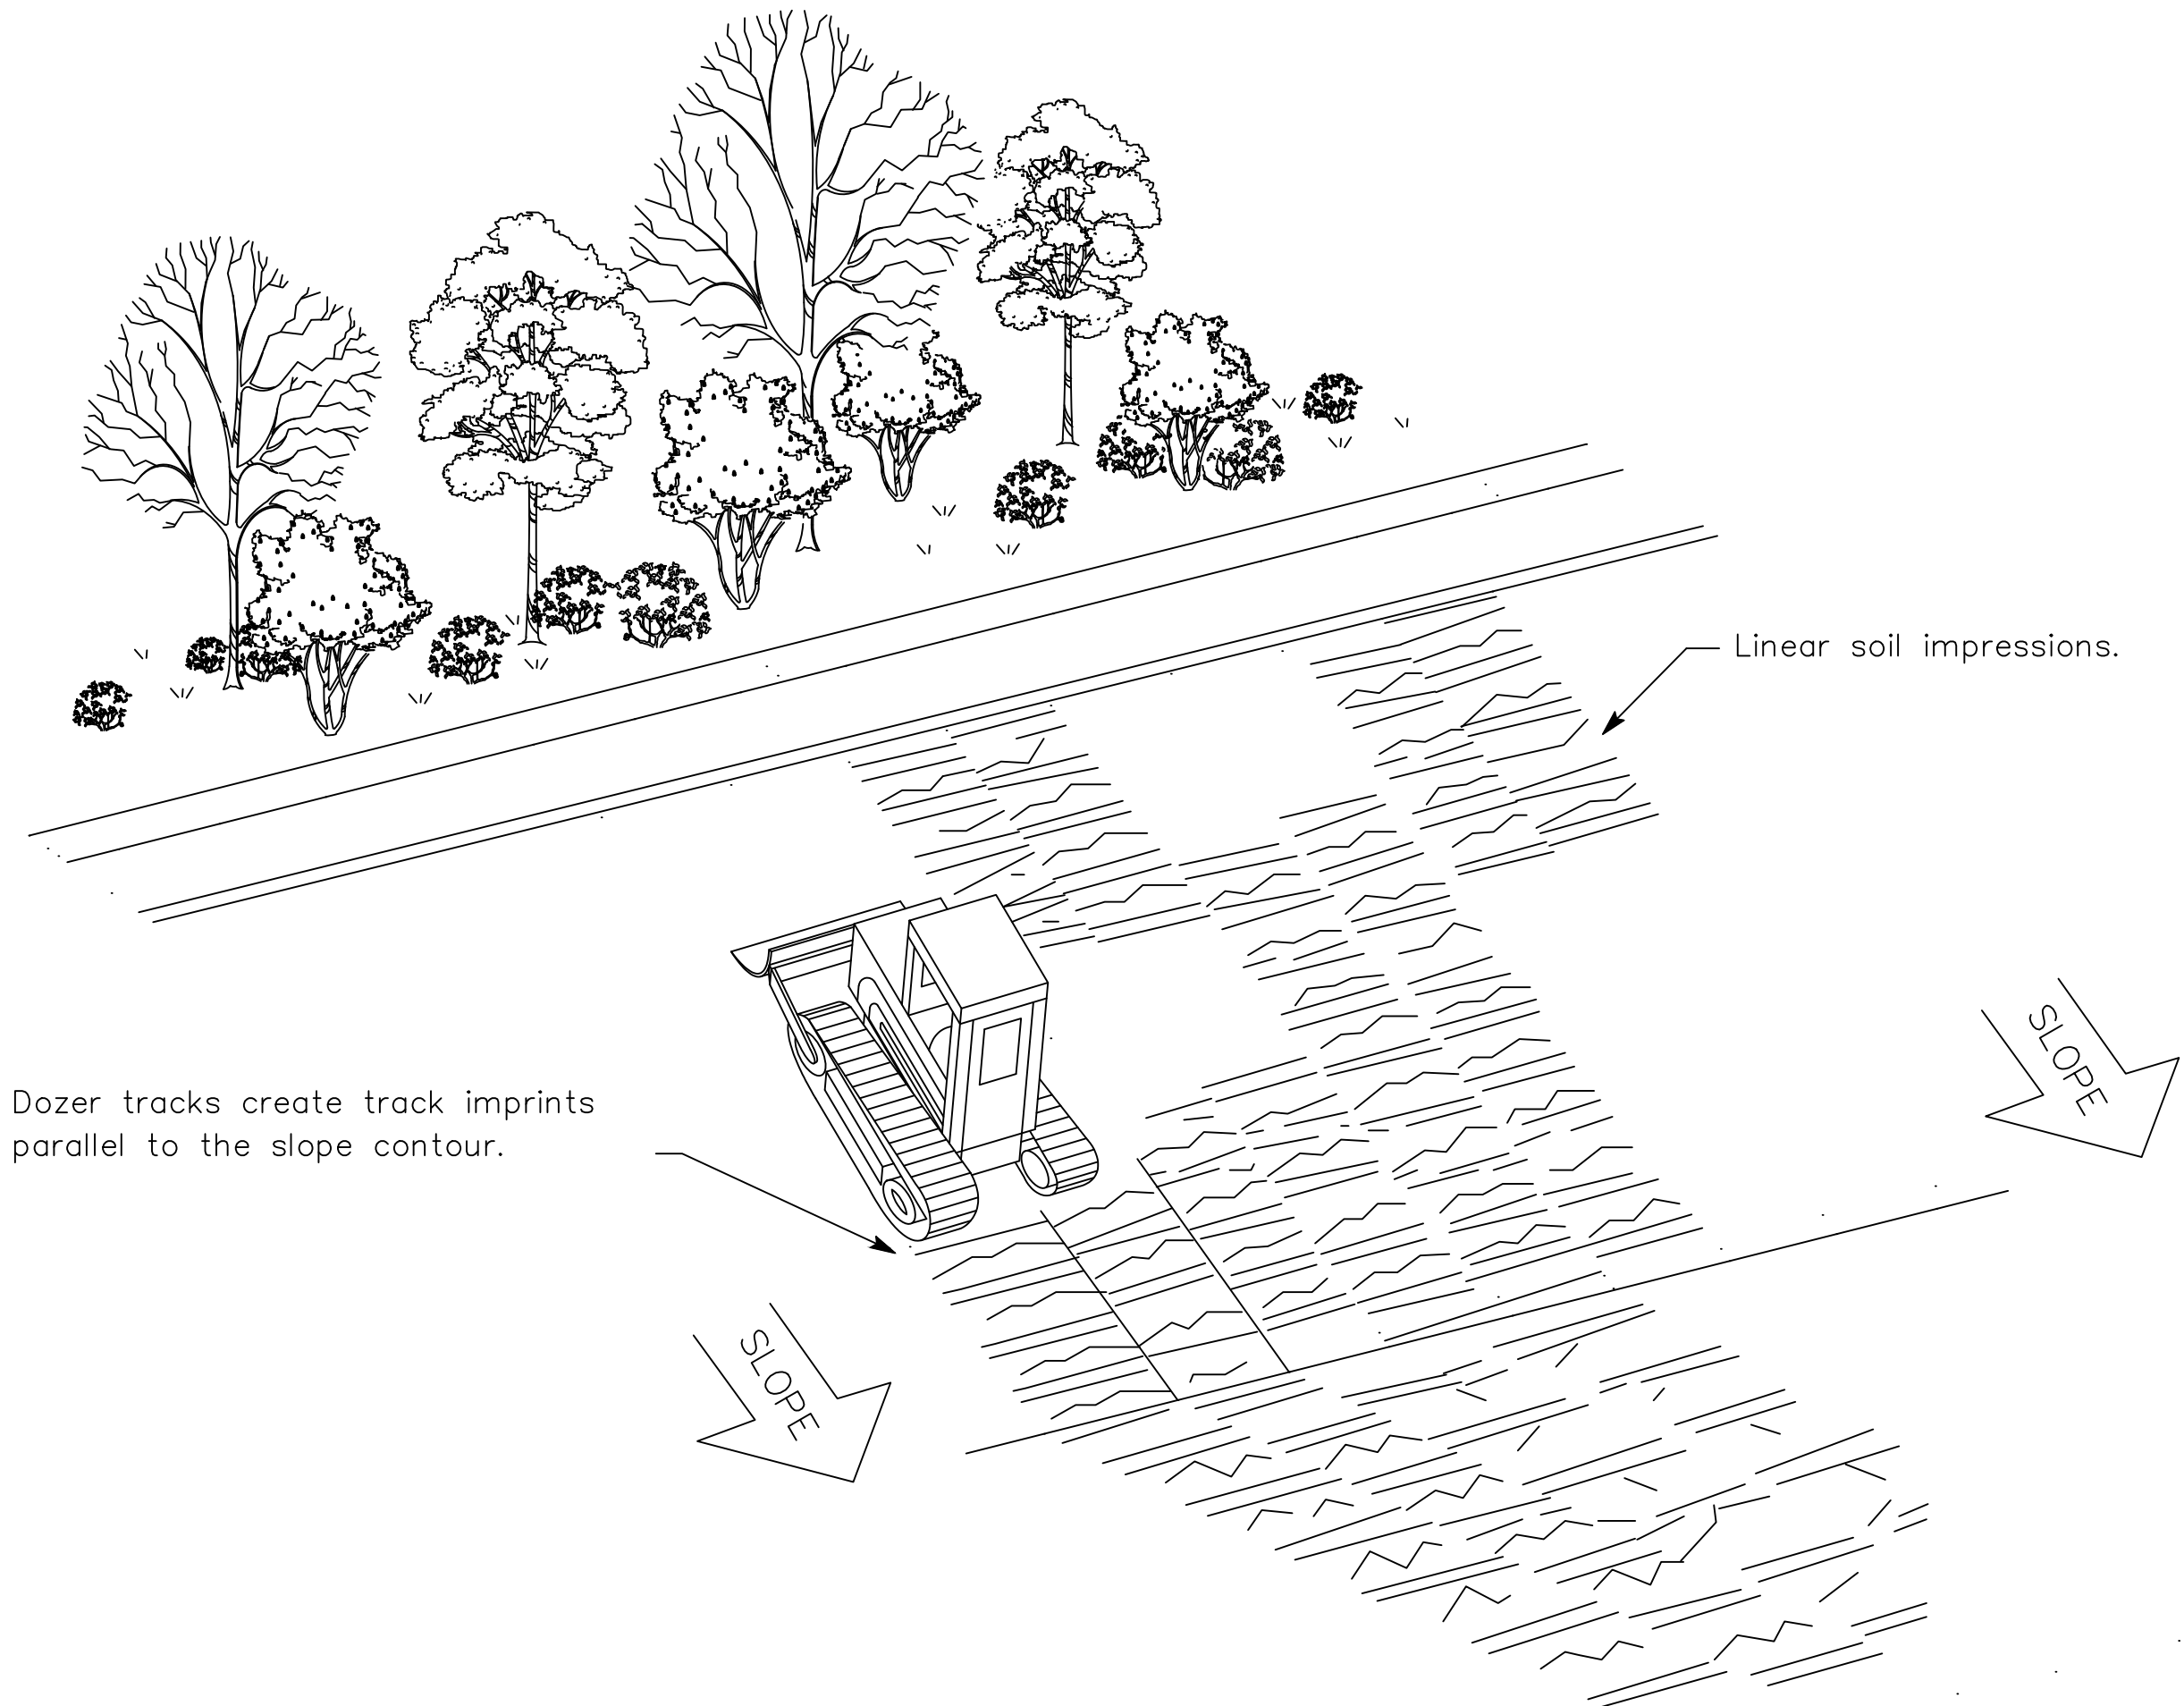 Linear soil impressions.
SLOPE
Dozer tracks create track imprints
parallel to the slope contour.
SLOPE